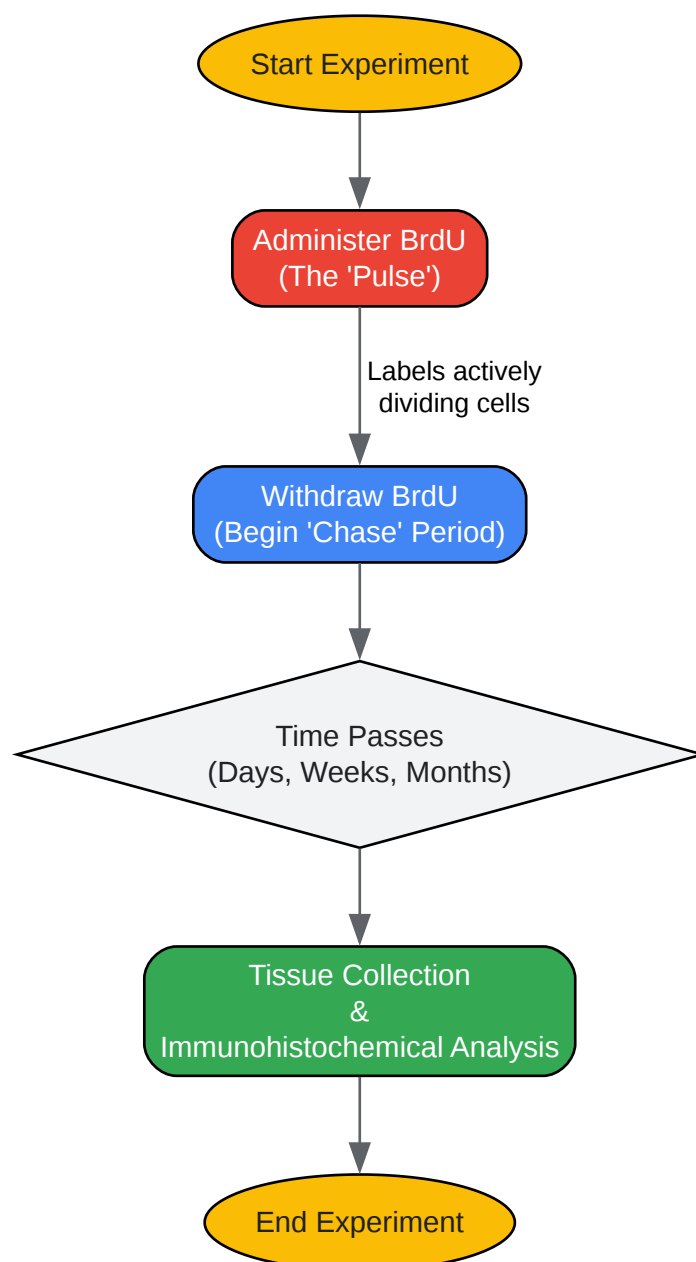 Start Experiment
Administer BrdU
(The 'Pulse')
Labels actively
dividing cells
Withdraw BrdU
(Begin 'Chase' Period)
Time Passes
(Days, Weeks, Months)
Tissue Collection
&
Immunohistochemical Analysis
End Experiment